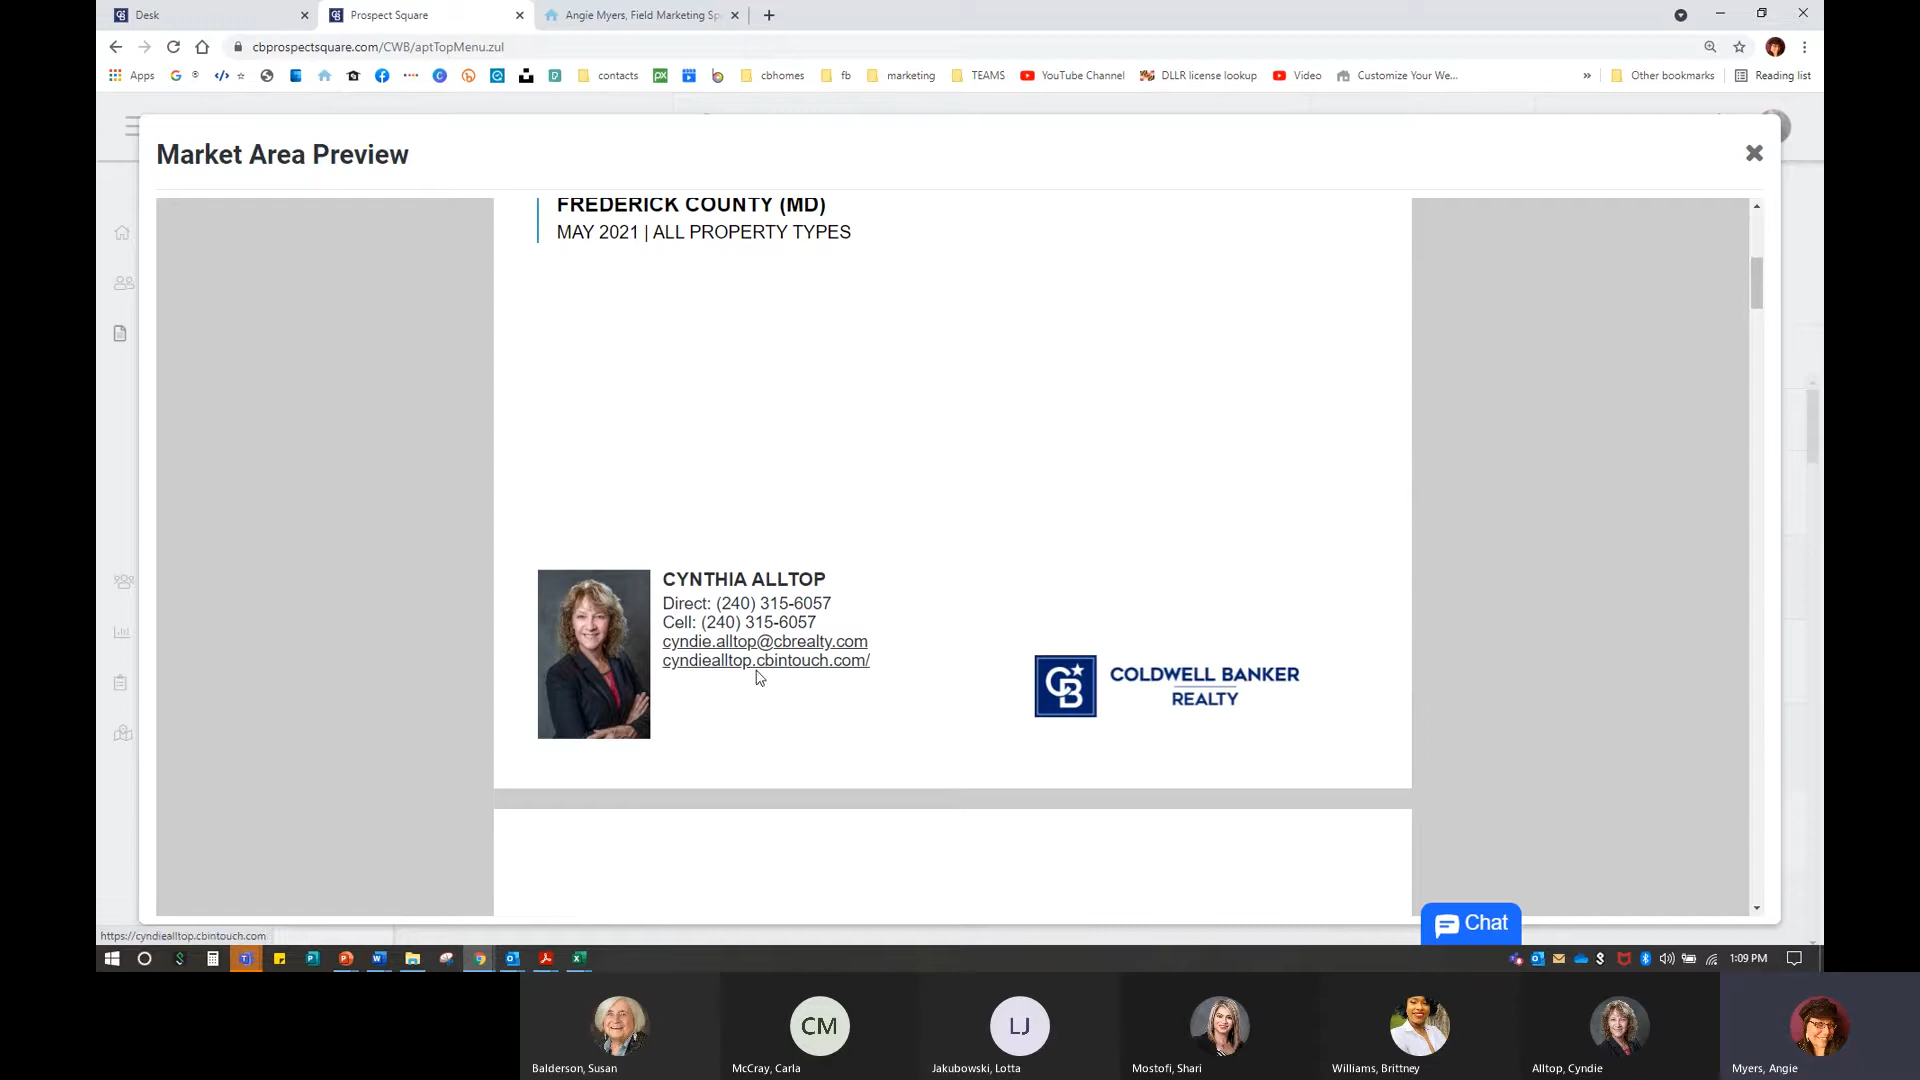 Desk
Prospect Square
Angie Myers, Field Marketing Sp
cbprospectsquare.com/CWB/aptTopMenu.zul
Apps
contacts
cbhomes
fb
marketing
TEAMS
YouTube Channel
DLLR license lookup
Video
Customize Your We...
»
Other bookmarks
Reading list
Market Area Preview
FREDERICK COUNTY (MD)
MAY 2021 | ALL PROPERTY TYPES
CYNTHIA ALLTOP
Direct: (240) 315-6057
Cell: (240) 315-6057
cyndie.alltop@cbrealty.com
cyndiealltop.cbintouch.com/
COLDWELL BANKER
REALTY
Chat
https://cyndiealltop.cbintouch.com
1:09 PM
CM
LJ
Balderson, Susan
McCray, Carla
Jakubowski, Lotta
Mostofi, Shari
Williams, Brittney
Alltop, Cyndie
Myers, Angie